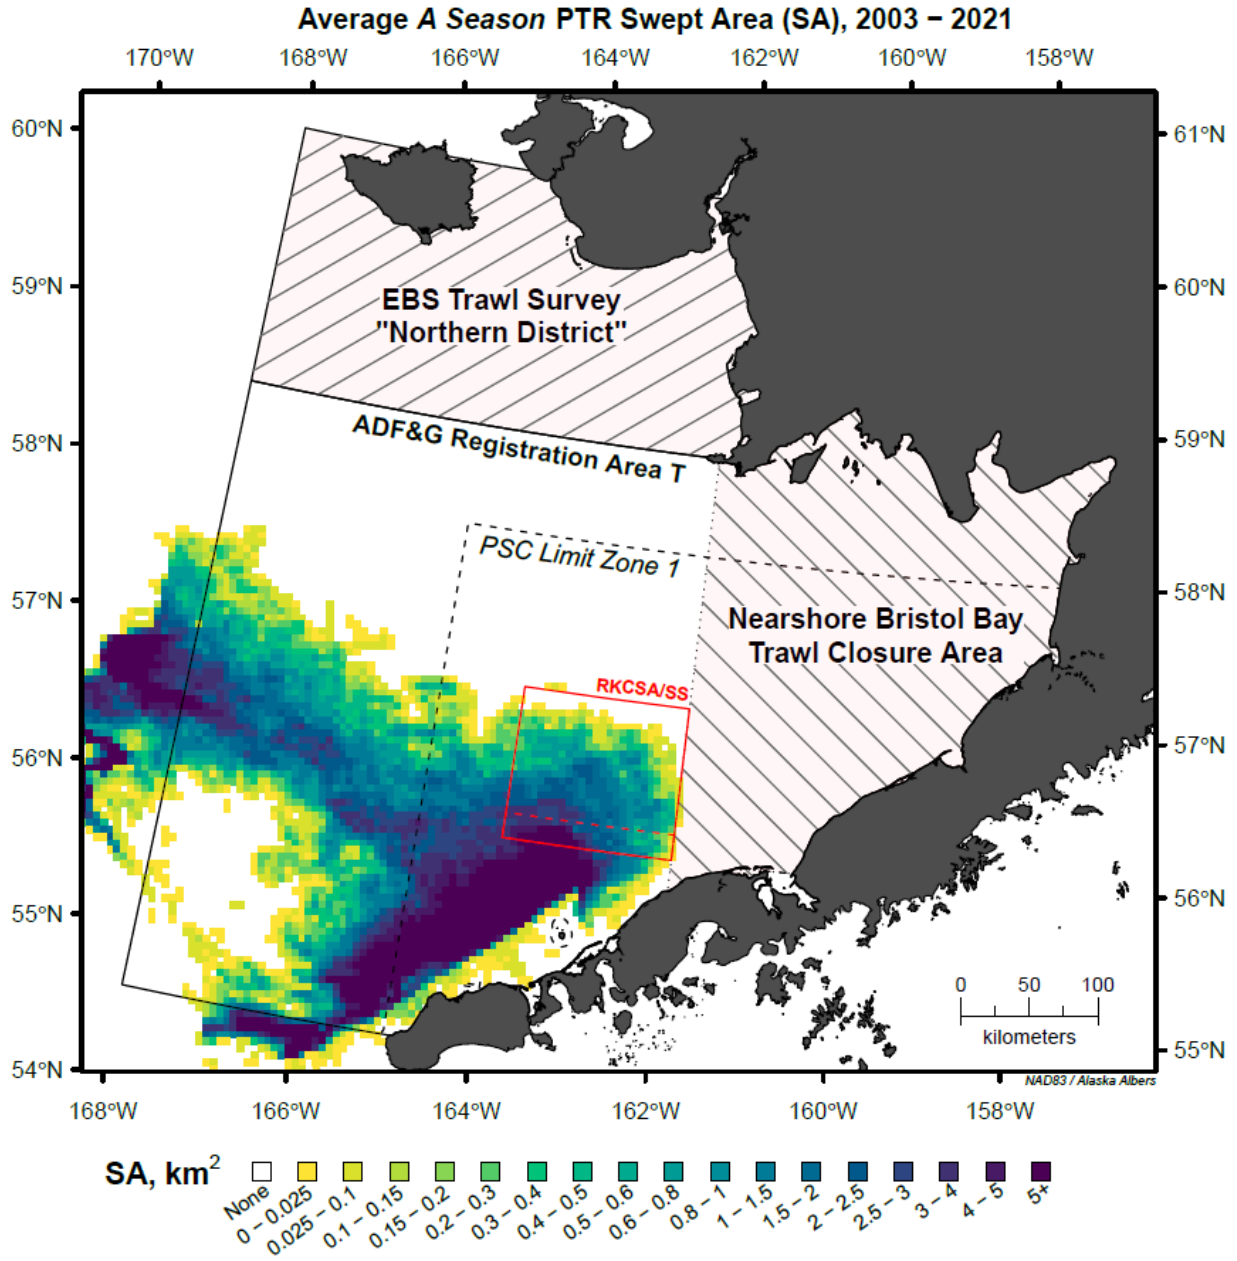 Average A Season PTR Swept Area (SA), 2003 − 2021
170°W 168°W 166°W 164°W 162°W 160°W 158°W
60°N
61°N
59°N
60°N
EBS Trawl Survey
"Northern District"
58°N
59°N
ADF&G Registration Area T
PSC Limit Zone 1
57°N
58°N
Nearshore Bristol Bay
Trawl Closure Area
RKCSA/SS
56°N
57°N
55°N
56°N
0 50 100
kilometers
54°N
55°N
NAD83 / Alaska Albers
168°W 166°W 164°W 162°W 160°W 158°W
SA, km²
None
0 − 0.025
0.025 − 0.1
0.1 − 0.15
0.15 − 0.2
0.2 − 0.3
0.3 − 0.4
0.4 − 0.5
0.5 − 0.6
0.6 − 0.8
0.8 − 1
1 − 1.5
1.5 − 2
2 − 2.5
2.5 − 3
3 − 4
4 − 5
5+